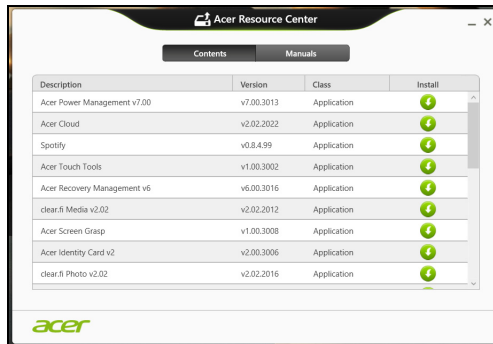 Acer Resource Center
Contents Manuals
Description Version Class Install
Acer Power Management v7.00 v7.00.3013 Application
Acer Cloud v2.02.2022 Application
Spotify v0.8.4.99 Application
Acer Touch Tools v1.00.3002 Application
Acer Recovery Management v6 v6.00.3016 Application
clear.fi Media v2.02 v2.02.2012 Application
Acer Screen Grasp v1.00.3008 Application
Acer Identity Card v2 v2.00.3006 Application
clear.fi Photo v2.02 v2.02.2016 Application
acer